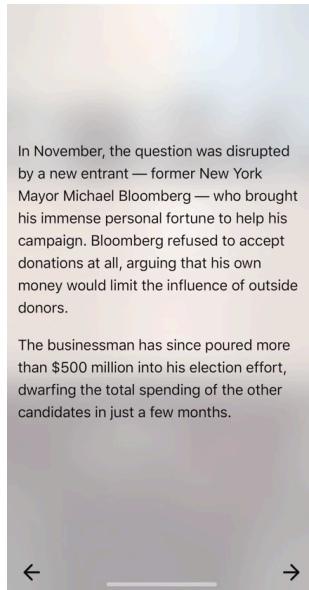 In November, the question was disrupted
by a new entrant — former New York
Mayor Michael Bloomberg — who brought
his immense personal fortune to help his
campaign. Bloomberg refused to accept
donations at all, arguing that his own
money would limit the influence of outside
donors.
The businessman has since poured more
than $500 million into his election effort,
dwarfing the total spending of the other
candidates in just a few months.